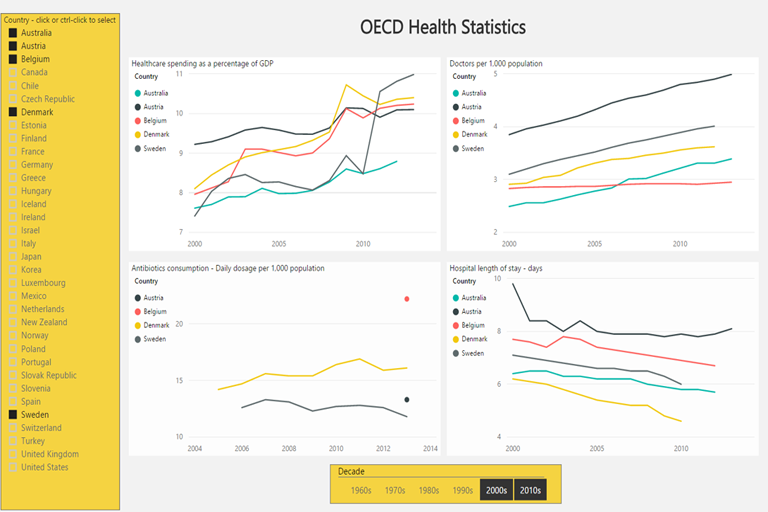 Country - click or ctrl-click to select
Australia
Austria
Belgium
Canada
Chile
Czech Republic
Denmark
Estonia
Finland
France
Germany
Greece
Hungary
Iceland
Ireland
Israel
Italy
Japan
Korea
Luxembourg
Mexico
Netherlands
New Zealand
Norway
Poland
Portugal
Slovak Republic
Slovenia
Spain
Sweden
Switzerland
Turkey
United Kingdom
United States
OECD Health Statistics
Healthcare spending as a percentage of GDP
Country
Australia
Austria
Belgium
Denmark
Sweden
11
10
9
8
7
2000 2005 2010
Doctors per 1,000 population
Country
Australia
Austria
Belgium
Denmark
Sweden
5
4
3
2
2000 2005 2010
Antibiotics consumption - Daily dosage per 1,000 population
Country
Austria
Belgium
Denmark
Sweden
20
15
10
2004 2006 2008 2010 2012 2014
Hospital length of stay - days
Country
Australia
Austria
Belgium
Denmark
Sweden
10
8
6
4
2000 2005 2010
Decade
1960s 1970s 1980s 1990s 2000s 2010s